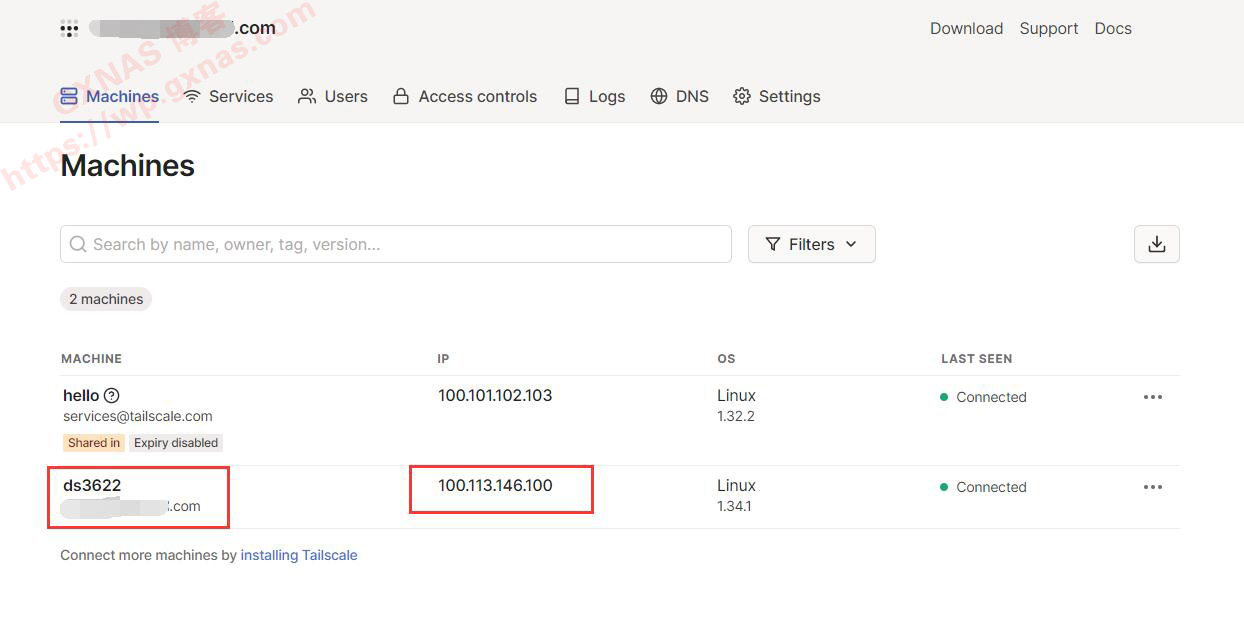 .com
Download Support Docs
GXNAS 博客
https://wp.gxnas.com
Machines Services Users Access controls Logs DNS Settings
Machines
Search by name, owner, tag, version...
Filters
2 machines
MACHINE IP OS LAST SEEN
hello 100.101.102.103 Linux Connected
services@tailscale.com 1.32.2
Shared in Expiry disabled
ds3622 100.113.146.100 Linux Connected
.com 1.34.1
Connect more machines by installing Tailscale